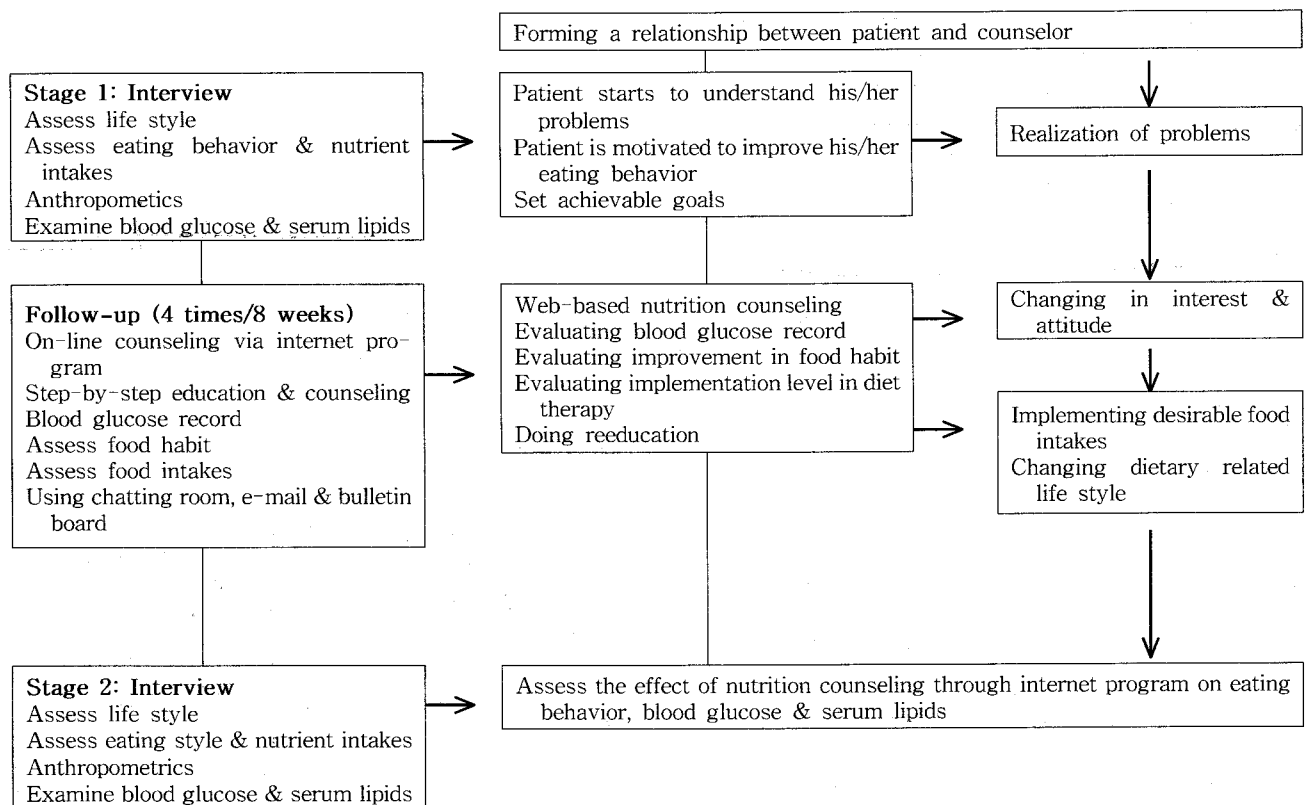 Forming a relationship between patient and counselor
Stage 1: Interview
Assess life style
Assess eating behavior & nutrient
intakes
Anthropometics
Examine blood glucose & serum lipids
Patient starts to understand his/her
problems
Patient is motivated to improve his/her
eating behavior
Set achievable goals
Realization of problems
Follow-up (4 times/8 weeks)
On-line counseling via internet pro-
gram
Step-by-step education & counseling
Blood glucose record
Assess food habit
Assess food intakes
Using chatting room, e-mail & bulletin
board
Web-based nutrition counseling
Evaluating blood glucose record
Evaluating improvement in food habit
Evaluating implementation level in diet
therapy
Doing reeducation
Changing in interest &
attitude
Implementing desirable food
intakes
Changing dietary related
life style
Stage 2: Interview
Assess life style
Assess eating style & nutrient intakes
Anthropometrics
Examine blood glucose & serum lipids
Assess the effect of nutrition counseling through internet program on eating
behavior, blood glucose & serum lipids